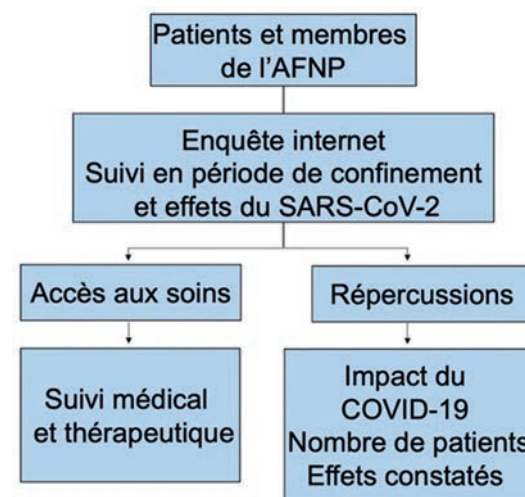 Patients et membres
de l’AFNP
Enquête internet
Suivi en période de confinement
et effets du SARS-CoV-2
Accès aux soins
Répercussions
Suivi médical
et thérapeutique
Impact du
COVID-19
Nombre de patients
Effets constatés